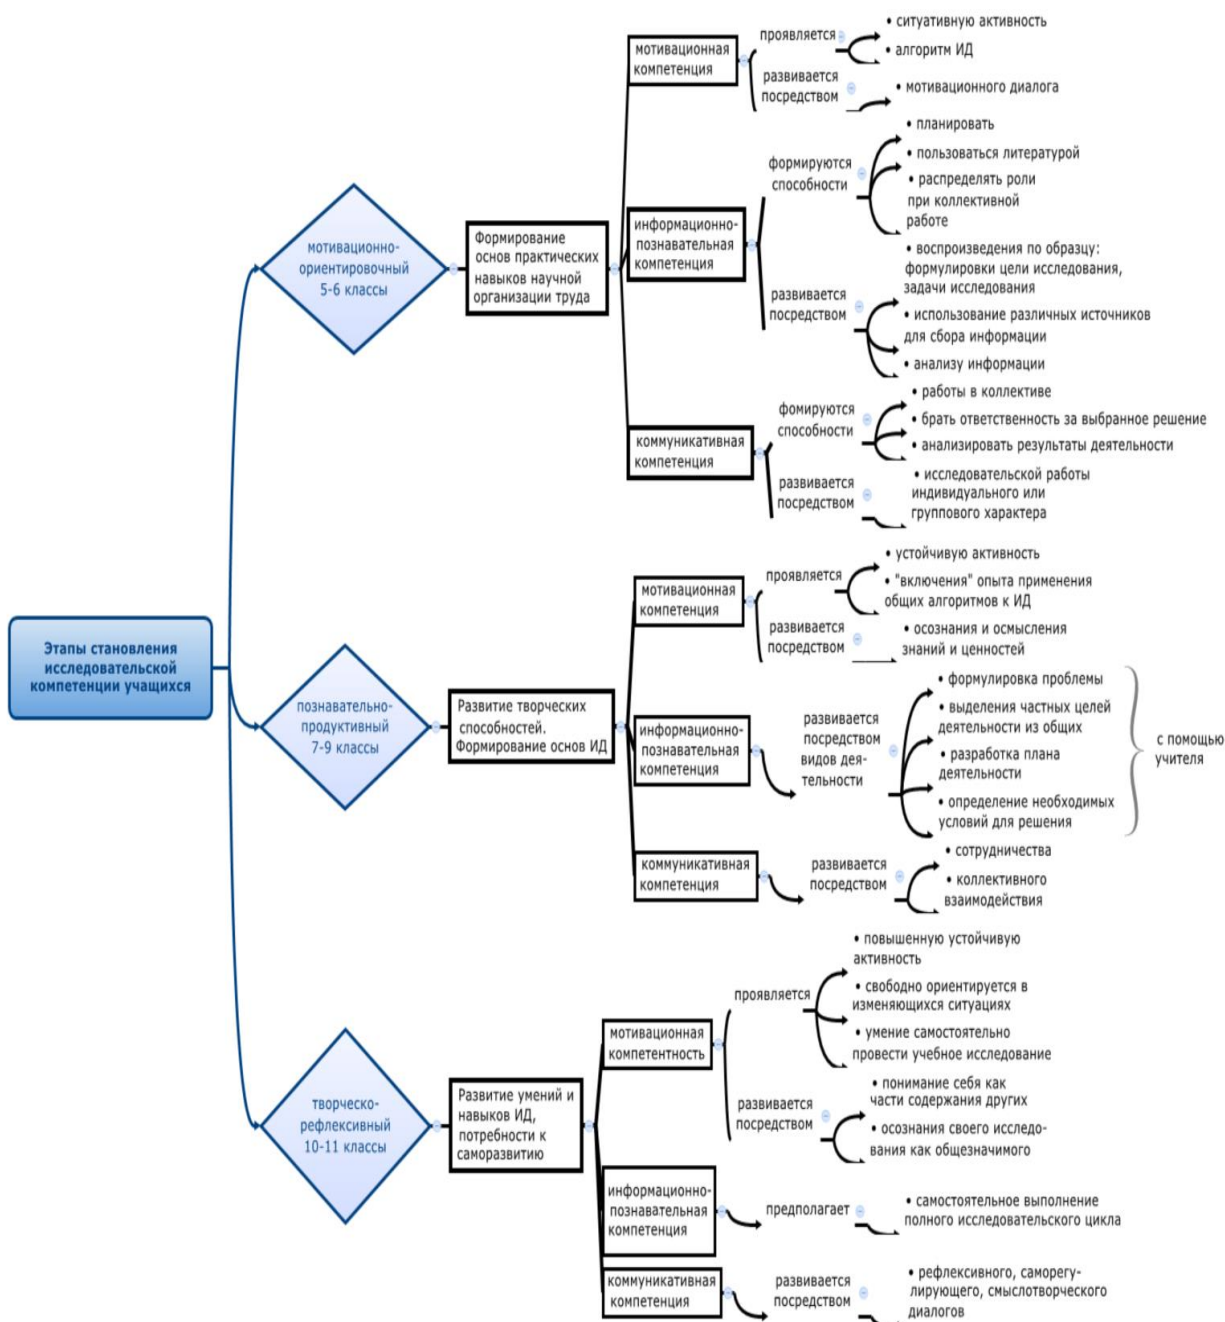 Этапы становления
исследовательской
компетенции учащихся
мотивационно-
ориентировочный
5-6 классы
Формирование
основ практических
навыков научной
организации труда
мотивационная
компетенция
проявляется
• ситуативную активность
• алгоритм ИД
развивается
посредством
• мотивационного диалога
информационно-
познавательная
компетенция
формируются
способности
• планировать
• пользоваться литературой
• распределять роли
при коллективной
работе
развивается
посредством
• воспроизведения по образцу:
формулировки цели исследования,
задачи исследования
• использование различных источников
для сбора информации
• анализу информации
коммуникативная
компетенция
фомируются
способности
• работы в коллективе
• брать ответственность за выбранное решение
• анализировать результаты деятельности
развивается
посредством
• исследовательской работы
индивидуального или
группового характера
познавательно-
продуктивный
7-9 классы
Развитие творческих
способностей.
Формирование основ ИД
мотивационная
компетенция
проявляется
• устойчивую активность
• "включения" опыта применения
общих алгоритмов к ИД
развивается
посредством
• осознания и осмысления
знаний и ценностей
информационно-
познавательная
компетенция
развивается
посредством
видов дея-
тельности
• формулировка проблемы
• выделения частных целей
деятельности из общих
• разработка плана
деятельности
• определение необходимых
условий для решения
с помощью
учителя
коммуникативная
компетенция
развивается
посредством
• сотрудничества
• коллективного
взаимодействия
творческо-
рефлексивный
10-11 классы
Развитие умений и
навыков ИД,
потребности к
саморазвитию
мотивационная
компетентность
проявляется
• повышенную устойчивую
активность
• свободно ориентируется в
изменяющихся ситуациях
• умение самостоятельно
провести учебное исследование
развивается
посредством
• понимание себя как
части содержания других
• осознания своего исследо-
вания как общезначимого
информационно-
познавательная
компетенция
предполагает
• самостоятельное выполнение
полного исследовательского цикла
коммуникативная
компетенция
развивается
посредством
• рефлексивного, саморегу-
лирующего, смыслотворческого
диалогов